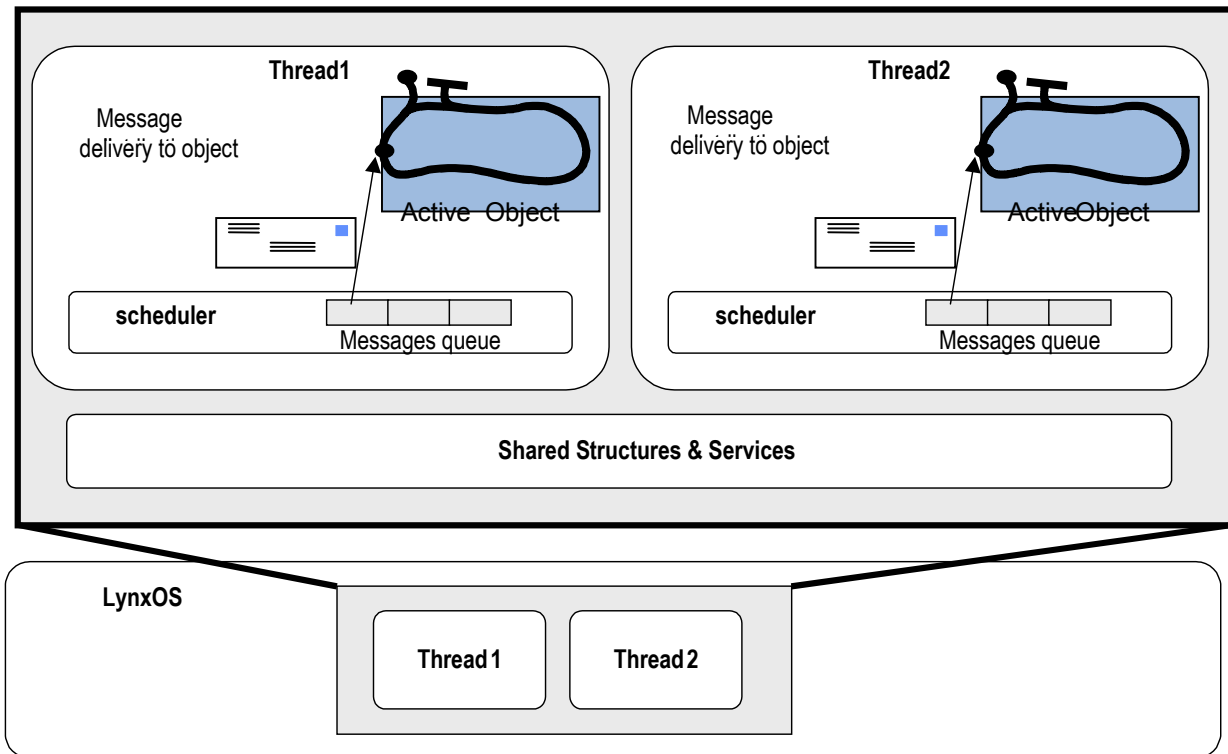 Thread1
Message
delivery to object
Active Object
scheduler
Messages queue
Thread2
Message
delivery to object
ActiveObject
scheduler
Messages queue
Shared Structures & Services
LynxOS
Thread 1
Thread 2